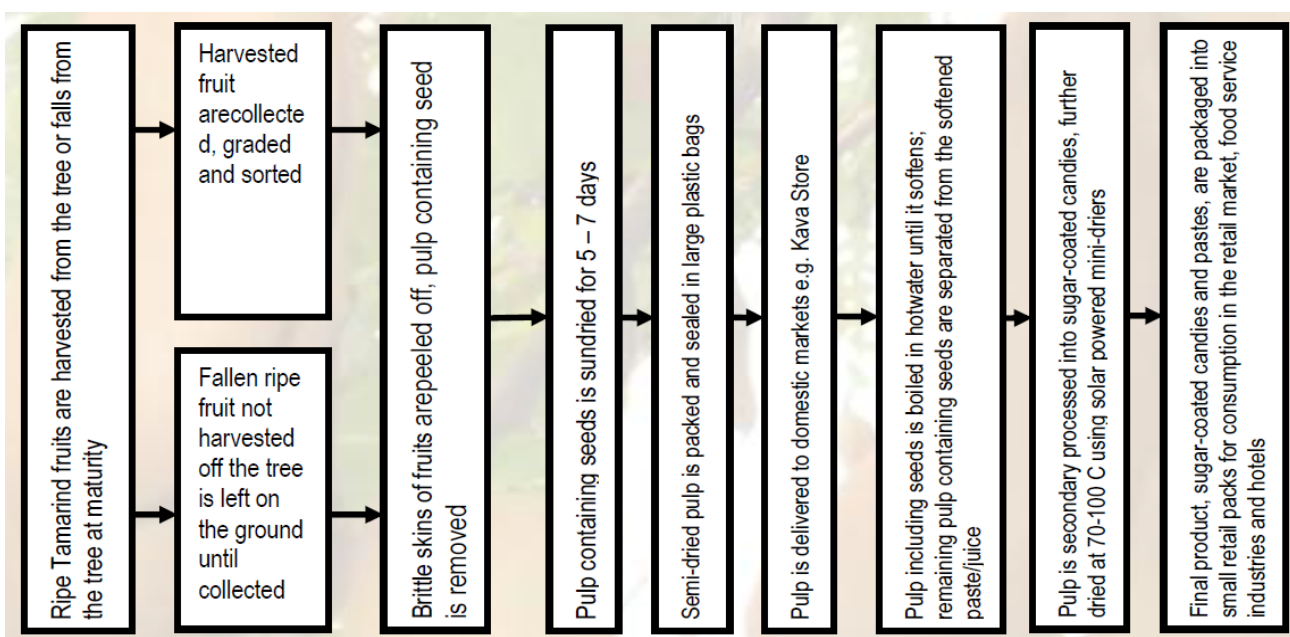 Ripe Tamarind fruits are harvested from the tree or falls from
the tree at maturity
Harvested
fruit
arecollecte
d, graded
and sorted
Fallen ripe
fruit not
harvested
off the tree
is left on
the ground
until
collected
Brittle skins of fruits arepeeled off, pulp containing seed
is removed
Pulp containing seeds is sundried for 5 – 7 days
Semi-dried pulp is packed and sealed in large plastic bags
Pulp is delivered to domestic markets e.g. Kava Store
Pulp including seeds is boiled in hotwater until it softens;
remaining pulp containing seeds are separated from the softened
paste/juice
Pulp is secondary processed into sugar-coated candies, further
dried at 70-100 C using solar powered mini-driers
Final product, sugar-coated candies and pastes, are packaged into
small retail packs for consumption in the retail market, food service
industries and hotels